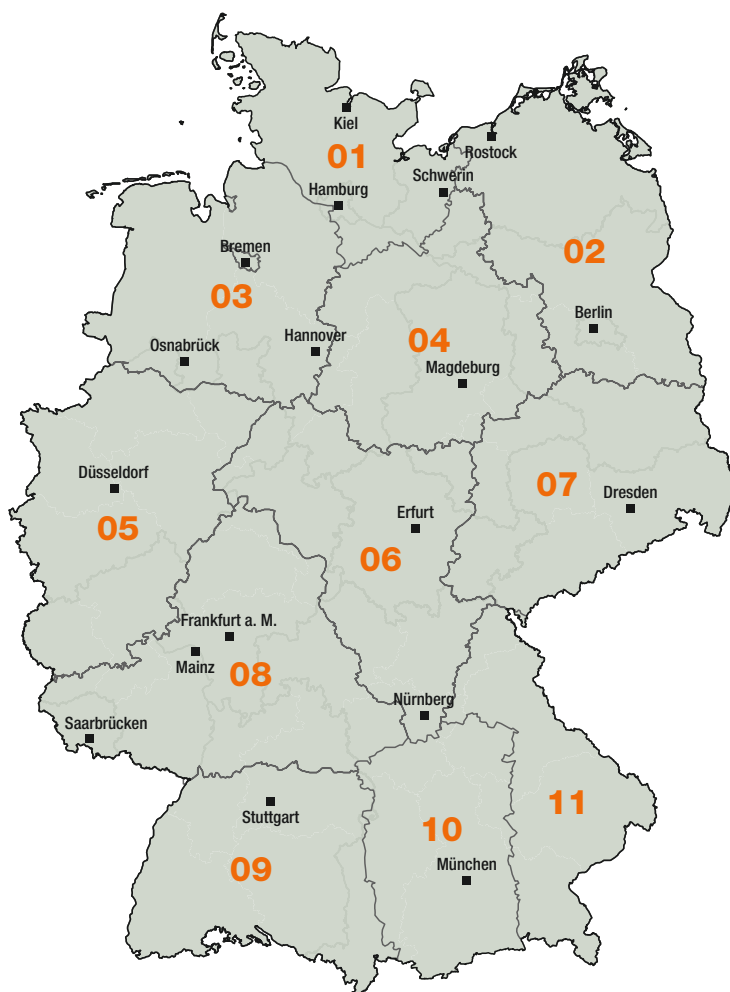 Kiel
Rostock
01
Schwerin
Hamburg
Bremen
02
03
Berlin
Hannover
04
Osnabrück
Magdeburg
Düsseldorf
07
Dresden
05
Erfurt
06
Frankfurt a. M.
Mainz
08
Nürnberg
Saarbrücken
11
Stuttgart
10
09
München